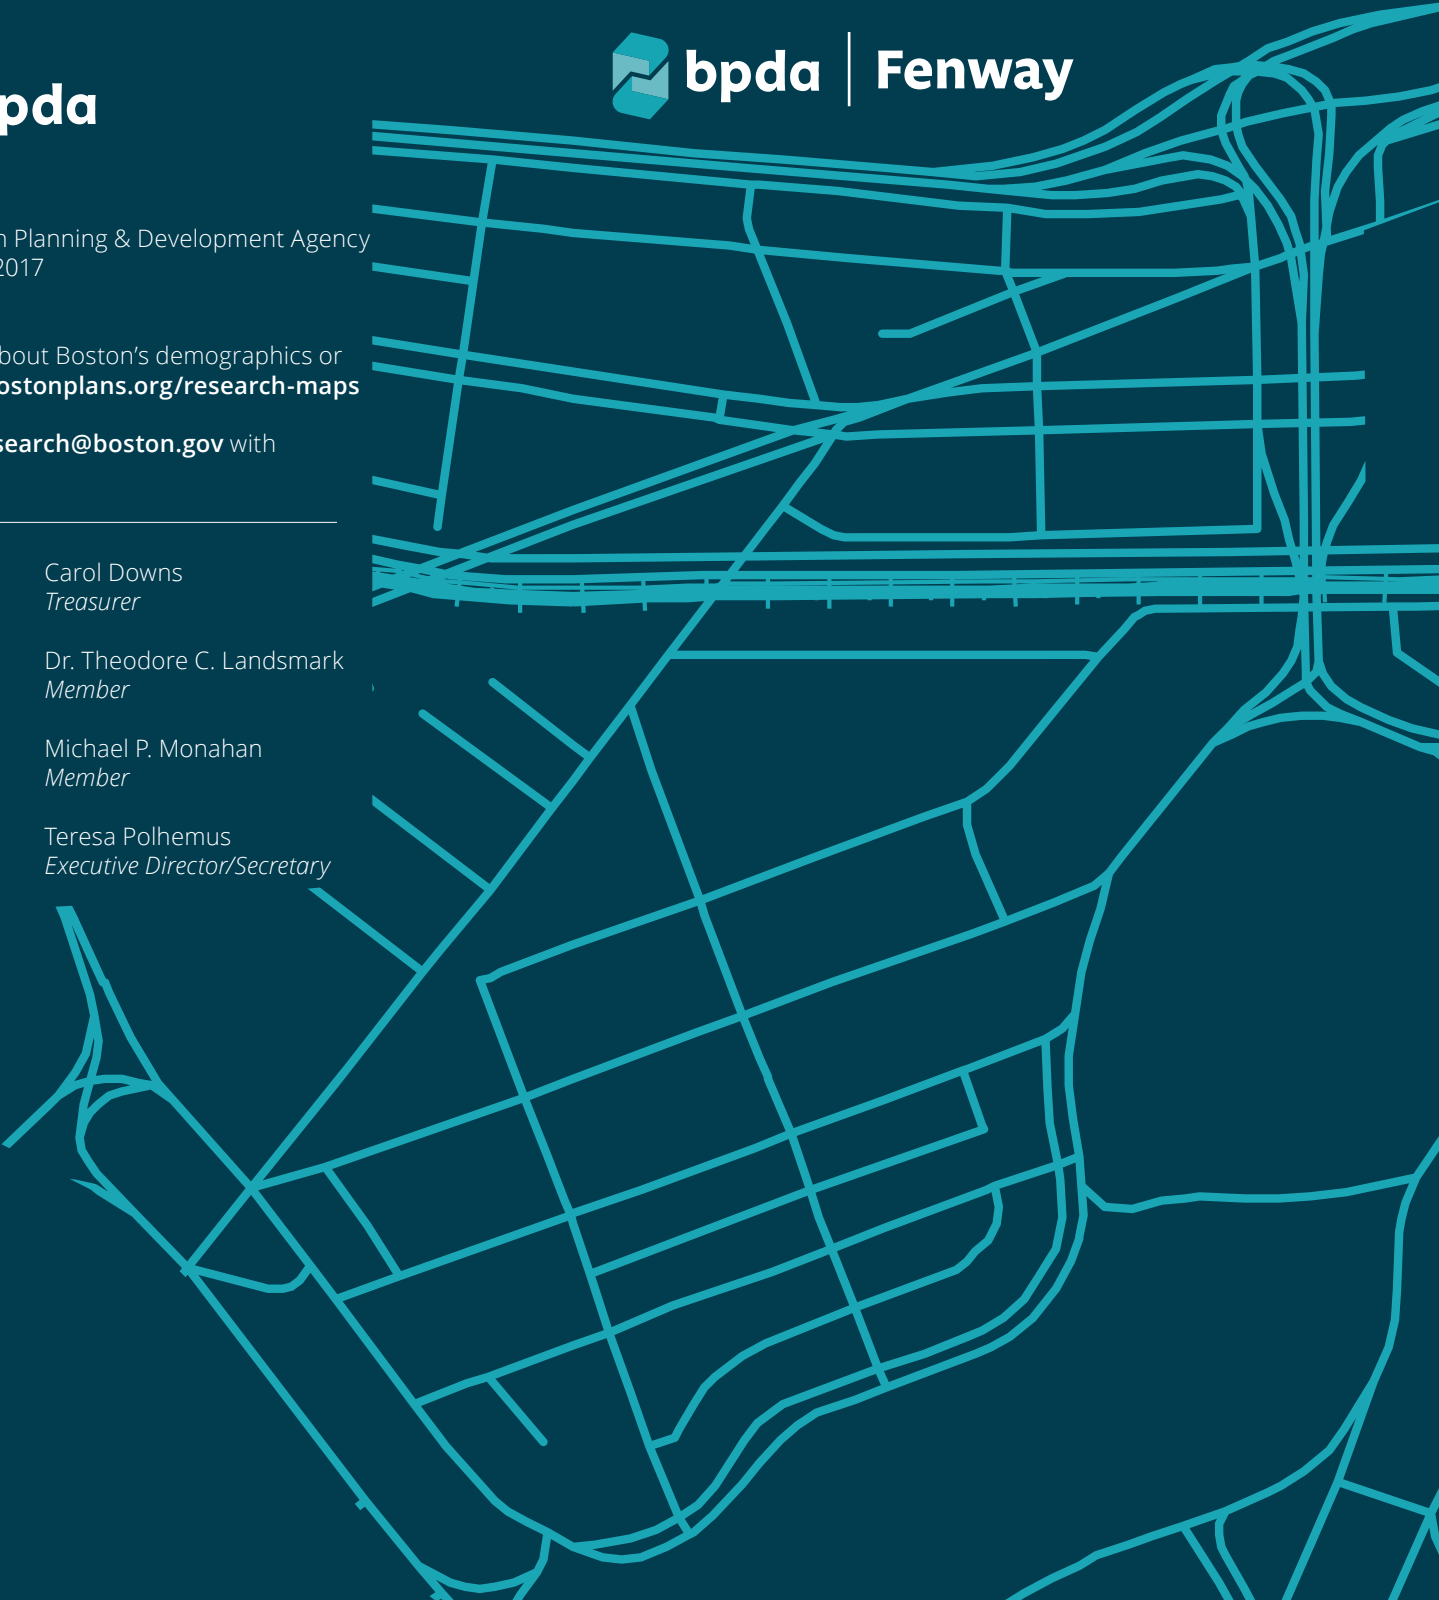 bpda | Fenway
pda
Planning & Development Agency
2017
bout Boston's demographics or
ostonplans.org/research-maps
search@boston.gov with
Carol Downs
Treasurer
Dr. Theodore C. Landsmark
Member
Michael P. Monahan
Member
Teresa Polhemus
Executive Director/Secretary